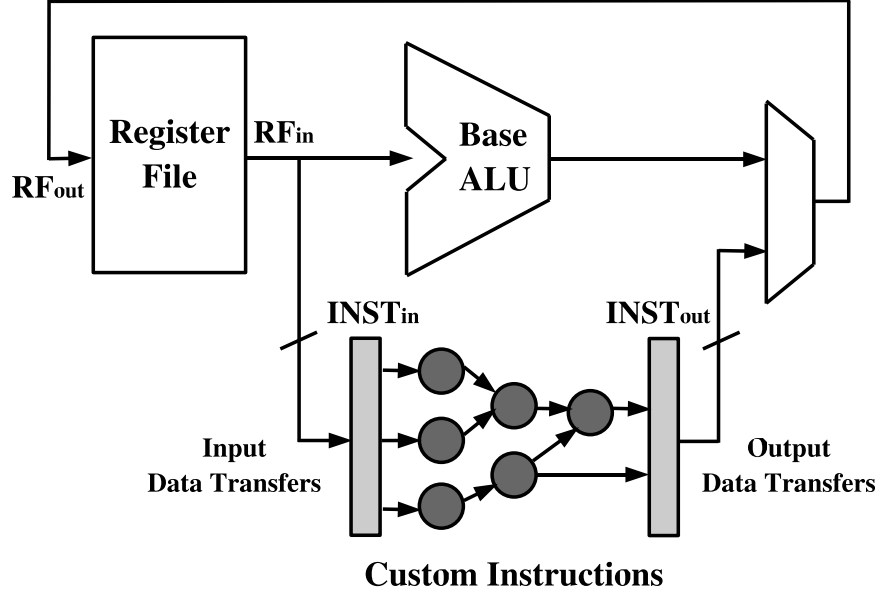 Register
File
RFin
RFout
Base
ALU
INSTin
INSTout
Input
Data Transfers
Output
Data Transfers
Custom Instructions